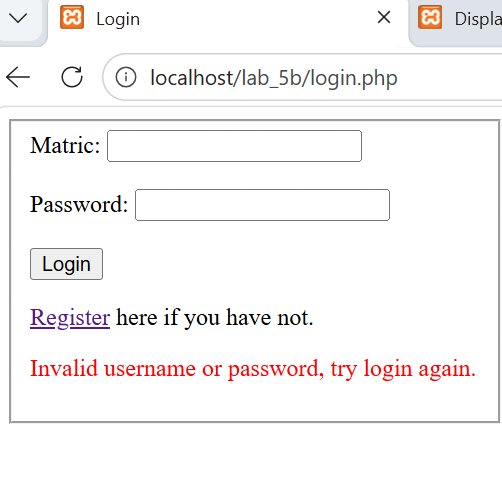 Login
Displa
localhost/lab_5b/login.php
Matric:
Password:
Login
Register here if you have not.
Invalid username or password, try login again.